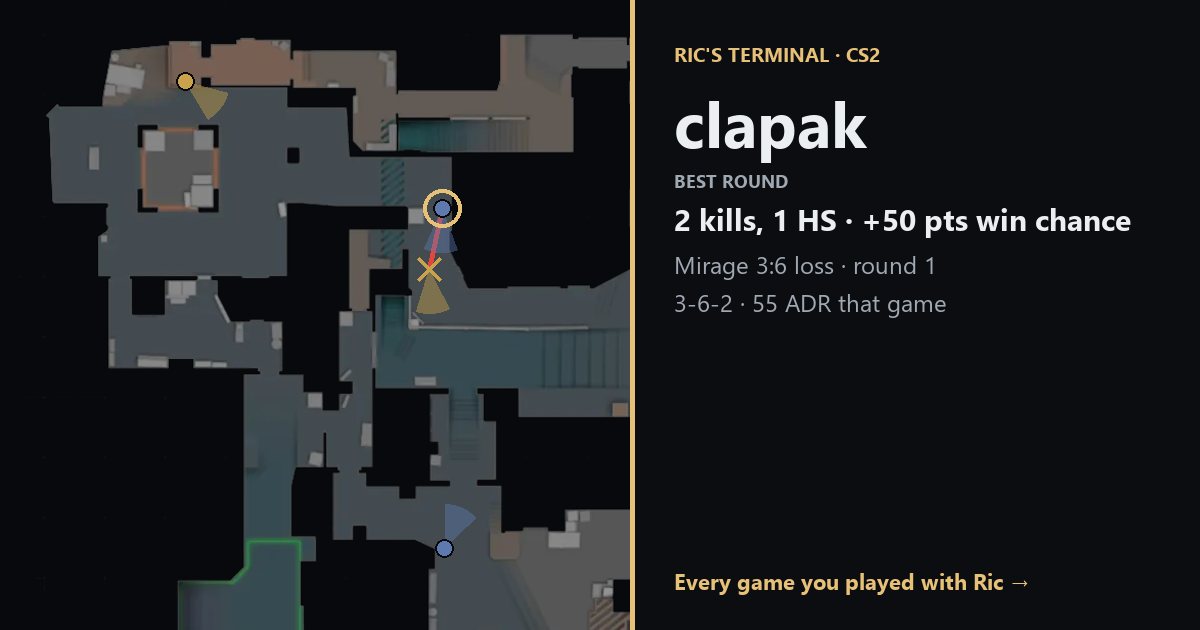 RIC'S TERMINAL · CS2
clapak
BEST ROUND
2 kills, 1 HS · +50 pts win chance
Mirage 3:6 loss · round 1
3-6-2 · 55 ADR that game
Every game you played with Ric →